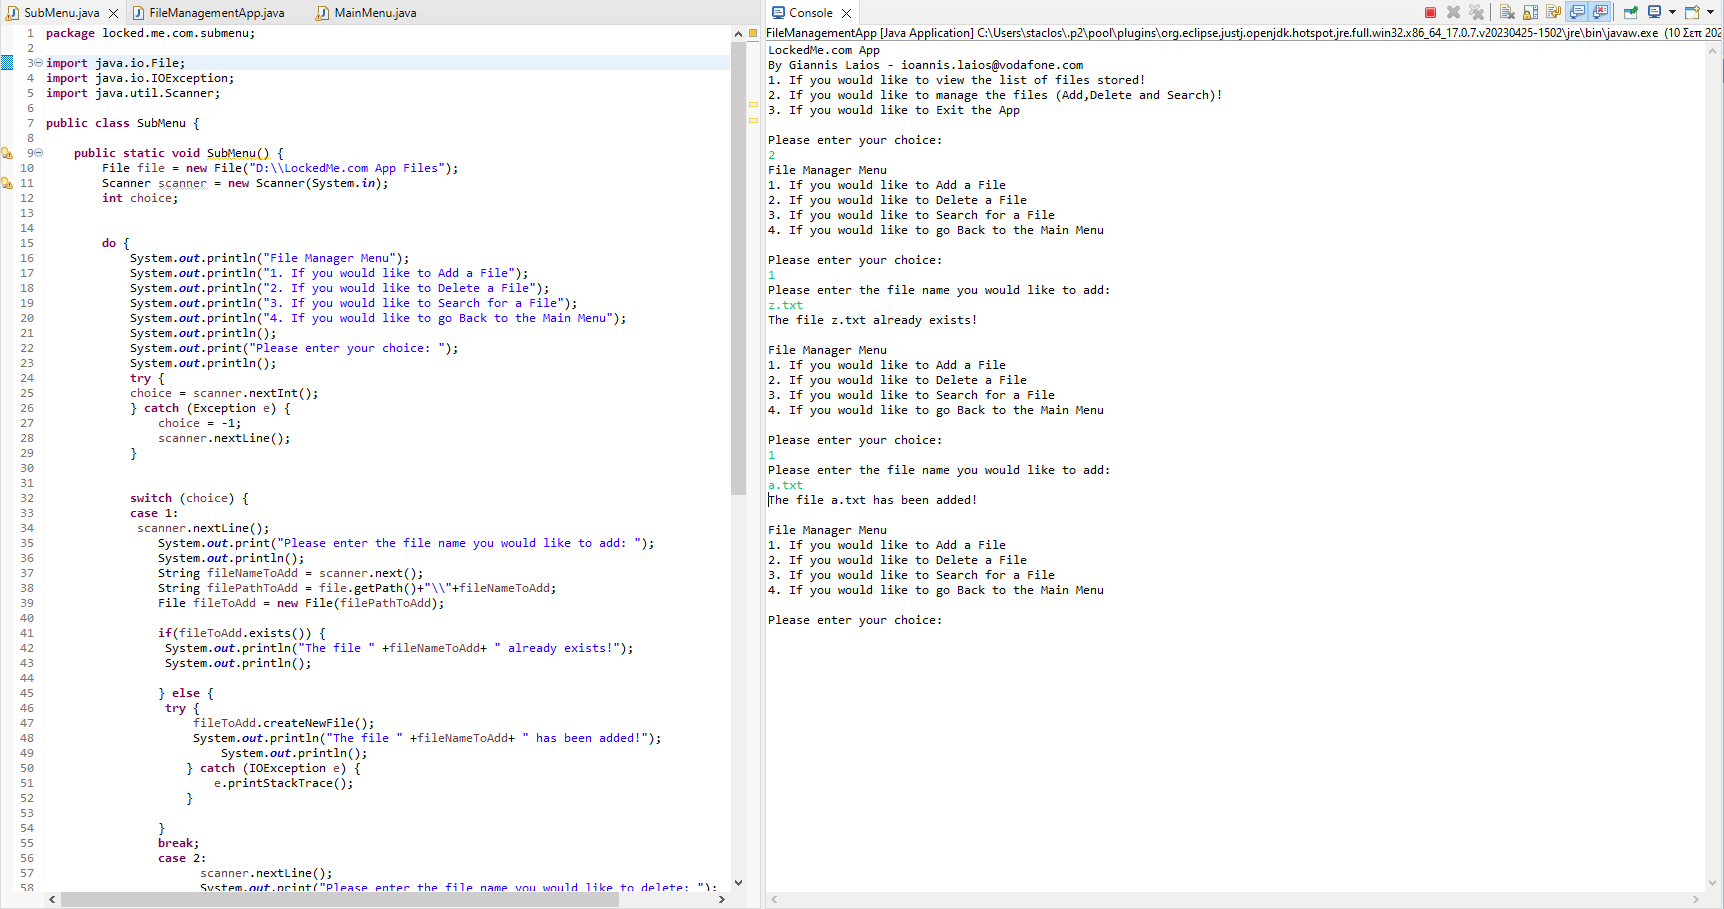 SubMenu.java
FileManagementApp.java
MainMenu.java
1 package locked.me.com.submenu;
2
3 import java.io.File;
4 import java.io.IOException;
5 import java.util.Scanner;
6
7 public class SubMenu {
8
9 public static void SubMenu() {
10 File file = new File("D:\\LockedMe.com App Files");
11 Scanner scanner = new Scanner(System.in);
12 int choice;
13
14
15 do {
16 System.out.println("File Manager Menu");
17 System.out.println("1. If you would like to Add a File");
18 System.out.println("2. If you would like to Delete a File");
19 System.out.println("3. If you would like to Search for a File");
20 System.out.println("4. If you would like to go Back to the Main Menu");
21 System.out.println();
22 System.out.print("Please enter your choice: ");
23 System.out.println();
24 try {
25 choice = scanner.nextInt();
26 } catch (Exception e) {
27 choice = -1;
28 scanner.nextLine();
29 }
30
31
32 switch (choice) {
33 case 1:
34 scanner.nextLine();
35 System.out.print("Please enter the file name you would like to add: ");
36 System.out.println();
37 String fileNameToAdd = scanner.next();
38 String filePathToAdd = file.getPath()+"\\"+fileNameToAdd;
39 File fileToAdd = new File(filePathToAdd);
40
41 if(fileToAdd.exists()) {
42 System.out.println("The file " +fileNameToAdd+ " already exists!");
43 System.out.println();
44
45 } else {
46 try {
47 fileToAdd.createNewFile();
48 System.out.println("The file " +fileNameToAdd+ " has been added!");
49 System.out.println();
50 } catch (IOException e) {
51 e.printStackTrace();
52 }
53
54 }
55 break;
56 case 2:
57 scanner.nextLine();
58 System.out.print("Please enter the file name you would like to delete: ");
Console
FileManagementApp [Java Application] C:\Users\staclos\.p2\pool\plugins\org.eclipse.justj.openjdk.hotspot.jre.full.win32.x86_64_17.0.7.v20230425-1502\jre\bin\javaw.exe (10 Σεπ 202
LockedMe.com App
By Giannis Laios - ioannis.laios@vodafone.com
1. If you would like to view the list of files stored!
2. If you would like to manage the files (Add,Delete and Search)!
3. If you would like to Exit the App
Please enter your choice:
2
File Manager Menu
1. If you would like to Add a File
2. If you would like to Delete a File
3. If you would like to Search for a File
4. If you would like to go Back to the Main Menu
Please enter your choice:
1
Please enter the file name you would like to add:
z.txt
The file z.txt already exists!
File Manager Menu
1. If you would like to Add a File
2. If you would like to Delete a File
3. If you would like to Search for a File
4. If you would like to go Back to the Main Menu
Please enter your choice:
1
Please enter the file name you would like to add:
a.txt
The file a.txt has been added!
File Manager Menu
1. If you would like to Add a File
2. If you would like to Delete a File
3. If you would like to Search for a File
4. If you would like to go Back to the Main Menu
Please enter your choice: